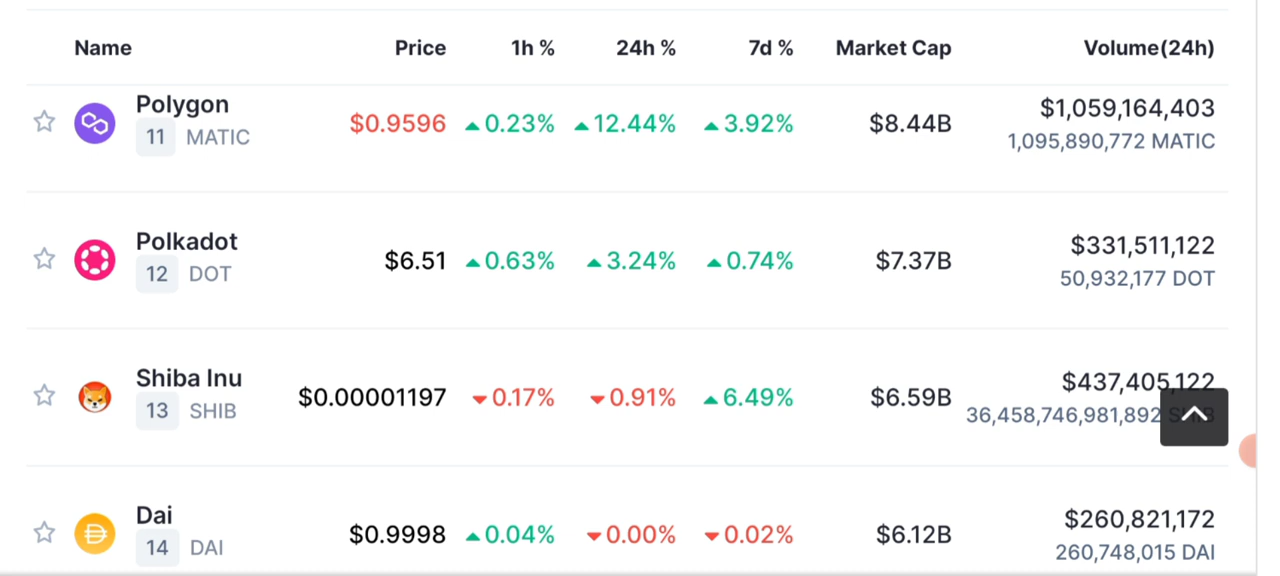 Name Price 1h % 24h % 7d % Market Cap Volume(24h)
Polygon
11 MATIC $0.9596 ▲0.23% ▲12.44% ▲3.92% $8.44B $1,059,164,403
1,095,890,772 MATIC
Polkadot
12 DOT $6.51 ▲0.63% ▲3.24% ▲0.74% $7.37B $331,511,122
50,932,177 DOT
Shiba Inu
13 SHIB $0.00001197 ▼0.17% ▼0.91% ▲6.49% $6.59B $437,405,122
36,458,746,981,892 SHIB
Dai
14 DAI $0.9998 ▲0.04% ▼0.00% ▼0.02% $6.12B $260,821,172
260,748,015 DAI